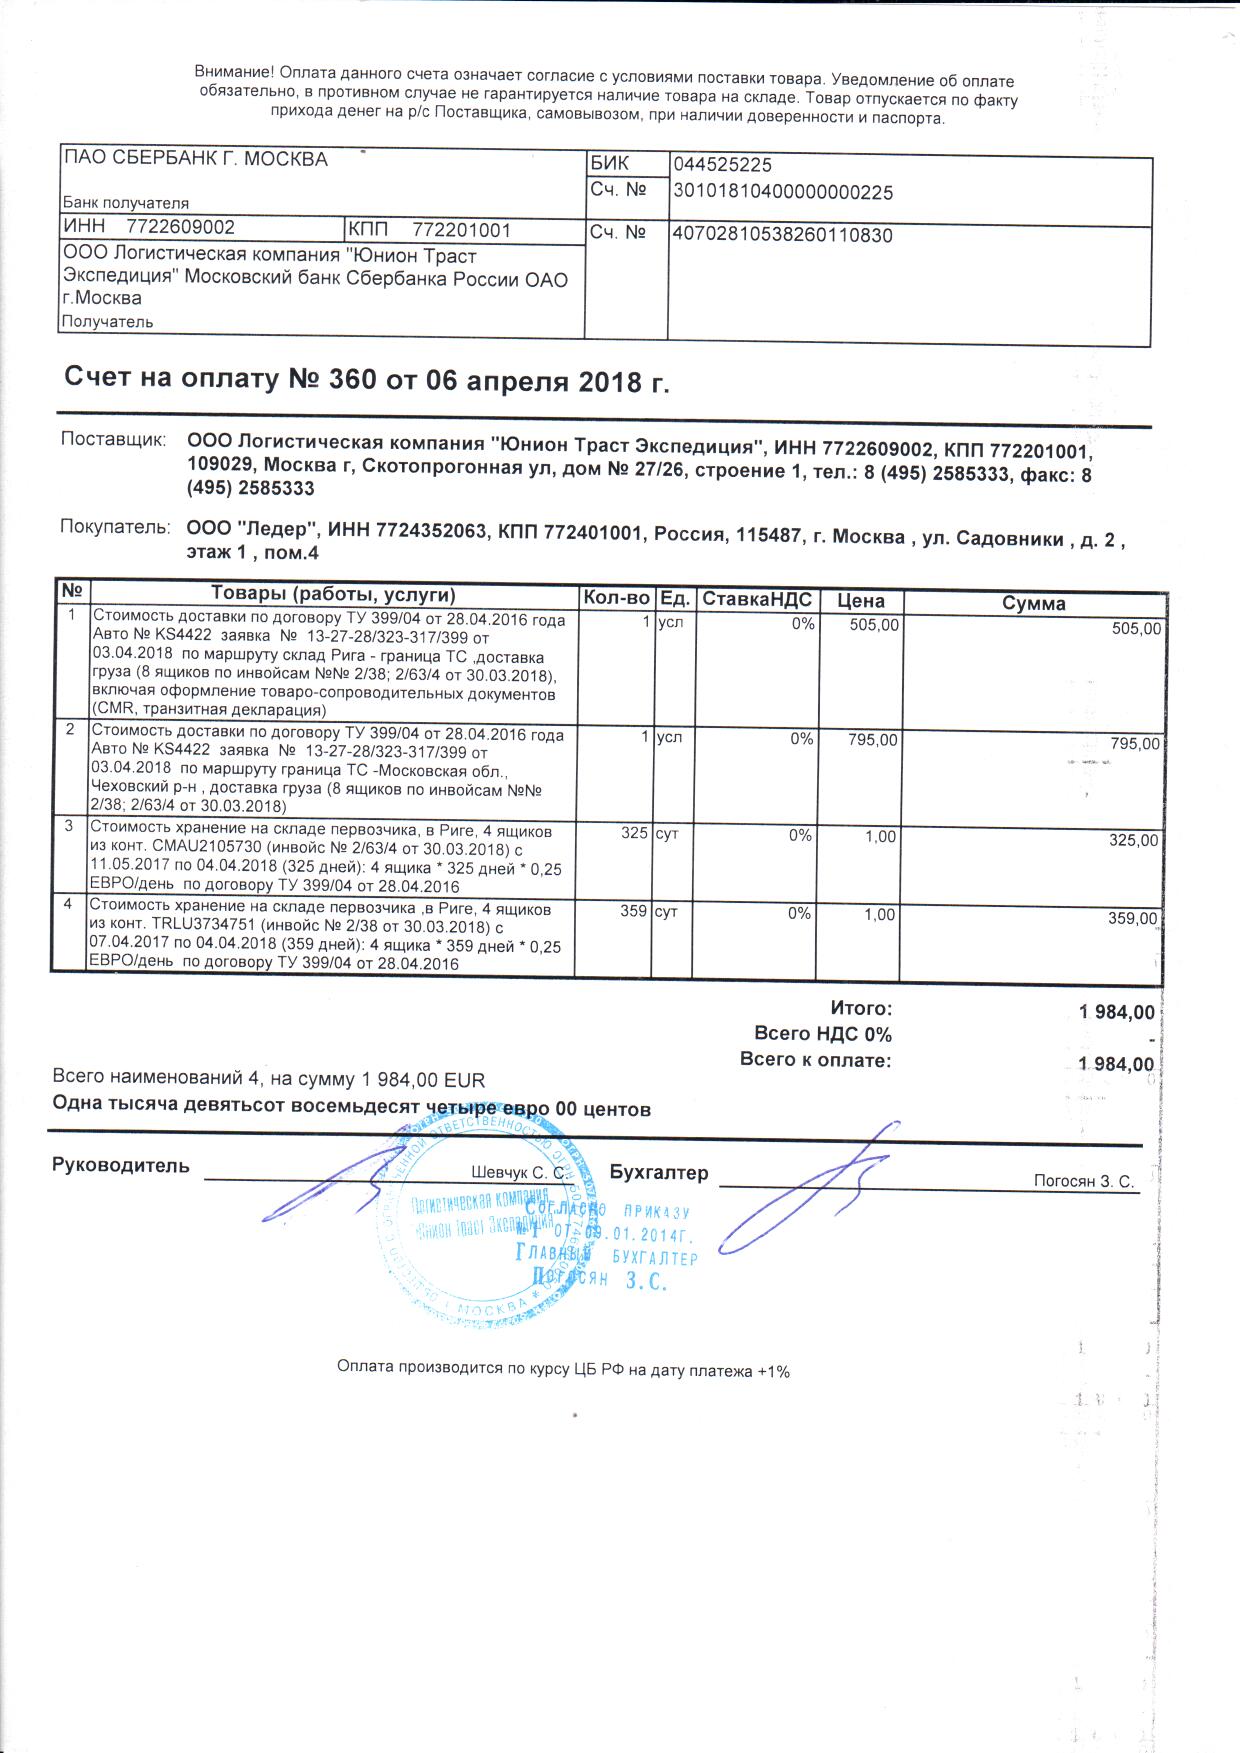 Внимание! Оплата данного счета означает согласие с условиями поставки товара. Уведомление об оплате
обязательно, в противном случае не гарантируется наличие товара на складе. Товар отпускается по факту
прихода денег на р/с Поставщика, самовывозом, при наличии доверенности и паспорта.
ПАО СБЕРБАНК Г. МОСКВА БИК 044525225
Сч. № 30101810400000000225
Банк получателя
ИНН 7722609002 КПП 772201001 Сч. № 40702810538260110830
ООО Логистическая компания "Юнион Траст
Экспедиция" Московский банк Сбербанка России ОАО
г.Москва
Получатель
Счет на оплату № 360 от 06 апреля 2018 г.
Поставщик: ООО Логистическая компания "Юнион Траст Экспедиция", ИНН 7722609002, КПП 772201001,
109029, Москва г, Скотопрогонная ул, дом № 27/26, строение 1, тел.: 8 (495) 2585333, факс: 8
(495) 2585333
Покупатель: ООО "Ледер", ИНН 7724352063, КПП 772401001, Россия, 115487, г. Москва , ул. Садовники , д. 2 ,
этаж 1 , пом.4
№ Товары (работы, услуги) Кол-во Ед. СтавкаНДС Цена Сумма
1 Стоимость доставки по договору ТУ 399/04 от 28.04.2016 года 1 усл 0% 505,00 505,00
Авто № KS4422 заявка № 13-27-28/323-317/399 от
03.04.2018 по маршруту склад Рига - граница ТС ,доставка
груза (8 ящиков по инвойсам №№ 2/38; 2/63/4 от 30.03.2018),
включая оформление товаро-сопроводительных документов
(CMR, транзитная декларация)
2 Стоимость доставки по договору ТУ 399/04 от 28.04.2016 года 1 усл 0% 795,00 795,00
Авто № KS4422 заявка № 13-27-28/323-317/399 от
03.04.2018 по маршруту граница ТС -Московская обл.,
Чеховский р-н , доставка груза (8 ящиков по инвойсам №№
2/38; 2/63/4 от 30.03.2018)
3 Стоимость хранение на складе первозчика, в Риге, 4 ящиков 325 сут 0% 1,00 325,00
из конт. CMAU2105730 (инвойс № 2/63/4 от 30.03.2018) с
11.05.2017 по 04.04.2018 (325 дней): 4 ящика * 325 дней * 0,25
ЕВРО/день по договору ТУ 399/04 от 28.04.2016
4 Стоимость хранение на складе первозчика ,в Риге, 4 ящиков 359 сут 0% 1,00 359,00
из конт. TRLU3734751 (инвойс № 2/38 от 30.03.2018) с
07.04.2017 по 04.04.2018 (359 дней): 4 ящика * 359 дней * 0,25
ЕВРО/день по договору ТУ 399/04 от 28.04.2016
Итого: 1 984,00
Всего НДС 0% -
Всего к оплате: 1 984,00
Всего наименований 4, на сумму 1 984,00 EUR
Одна тысяча девятьсот восемьдесят четыре евро 00 центов
Руководитель Шевчук С. С. Бухгалтер Погосян З. С.
Логистическая компания
Юнион Траст Экспедиция
МОСКВА
Согласно приказу
№1 от 09.01.2014г.
Главный бухгалтер
Погосян З.С.
Оплата производится по курсу ЦБ РФ на дату платежа +1%